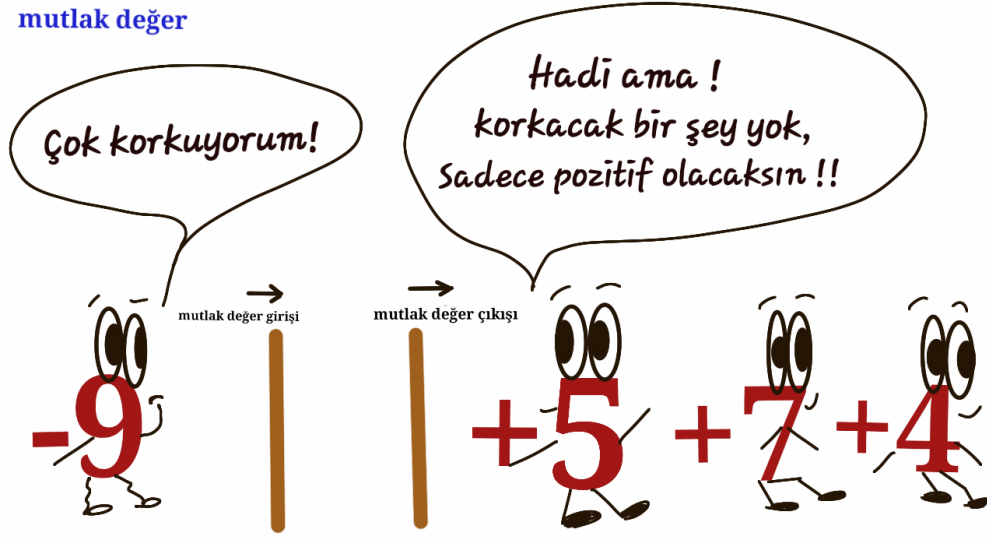 mutlak değer
Çok korkuyorum!
Hadi ama !
korkacak bir şey yok,
Sadece pozitif olacaksın !!
mutlak değer girişi
mutlak değer çıkışı
-9
+5 +7 +4